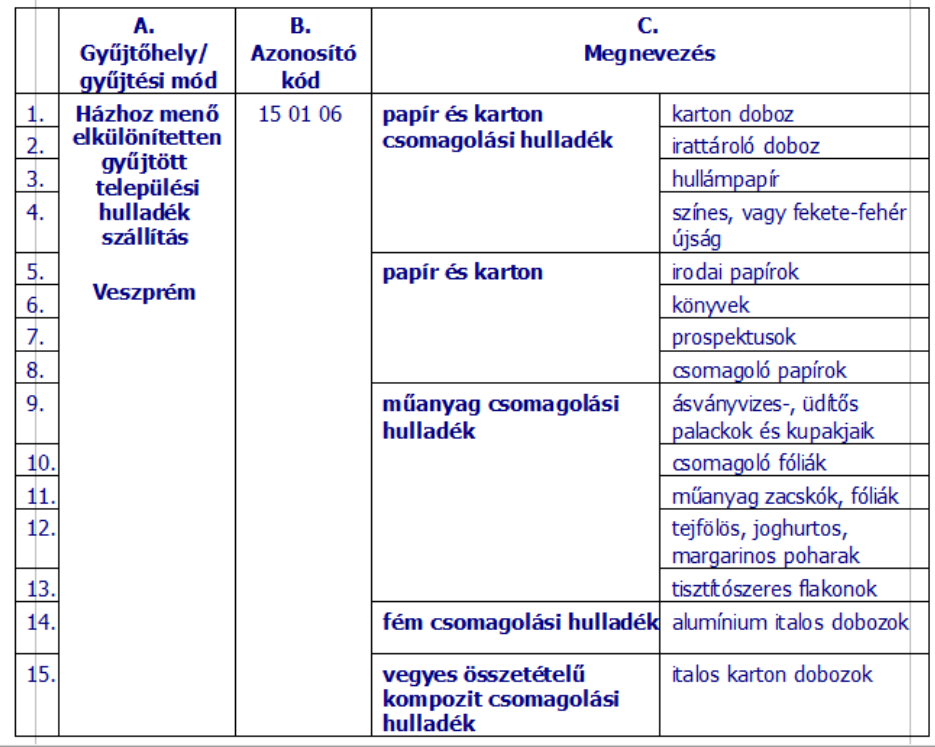 A.
Gyűjtőhely/
gyűjtési mód
B.
Azonosító
kód
C.
Megnevezés
1.
Házhoz menő
elkülönítetten
gyűjtött
települési
hulladék
szállítás
Veszprém
15 01 06
papír és karton
csomagolási hulladék
karton doboz
2.
irattároló doboz
3.
hullámpapír
4.
színes, vagy fekete-fehér
újság
5.
papír és karton
irodai papírok
6.
könyvek
7.
prospektusok
8.
csomagoló papírok
9.
műanyag csomagolási
hulladék
ásványvizes-, üdítős
palackok és kupakjaik
10.
csomagoló fóliák
11.
műanyag zacskók, fóliák
12.
tejfölös, joghurtos,
margarinos poharak
13.
tisztítószeres flakonok
14.
fém csomagolási hulladék
alumínium italos dobozok
15.
vegyes összetételű
kompozit csomagolási
hulladék
italos karton dobozok